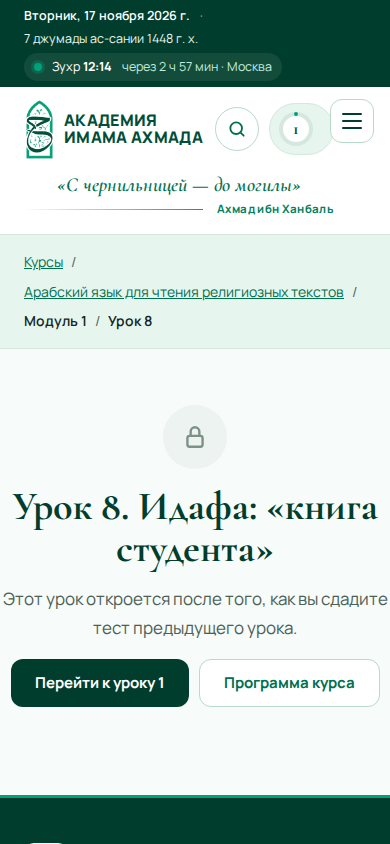 Вторник, 17 ноября 2026 г. ·
7 джумады ас-сании 1448 г. х.
Зухр 12:14 через 2 ч 57 мин · Москва
АКАДЕМИЯ
ИМАМА АХМАДА
1
«С чернильницей — до могилы»
Ахмад ибн Ханбаль
Курсы /
Арабский язык для чтения религиозных текстов /
Модуль 1 / Урок 8
Урок 8. Идафа: «книга
студента»
Этот урок откроется после того, как вы сдадите
тест предыдущего урока.
Перейти к уроку 1
Программа курса